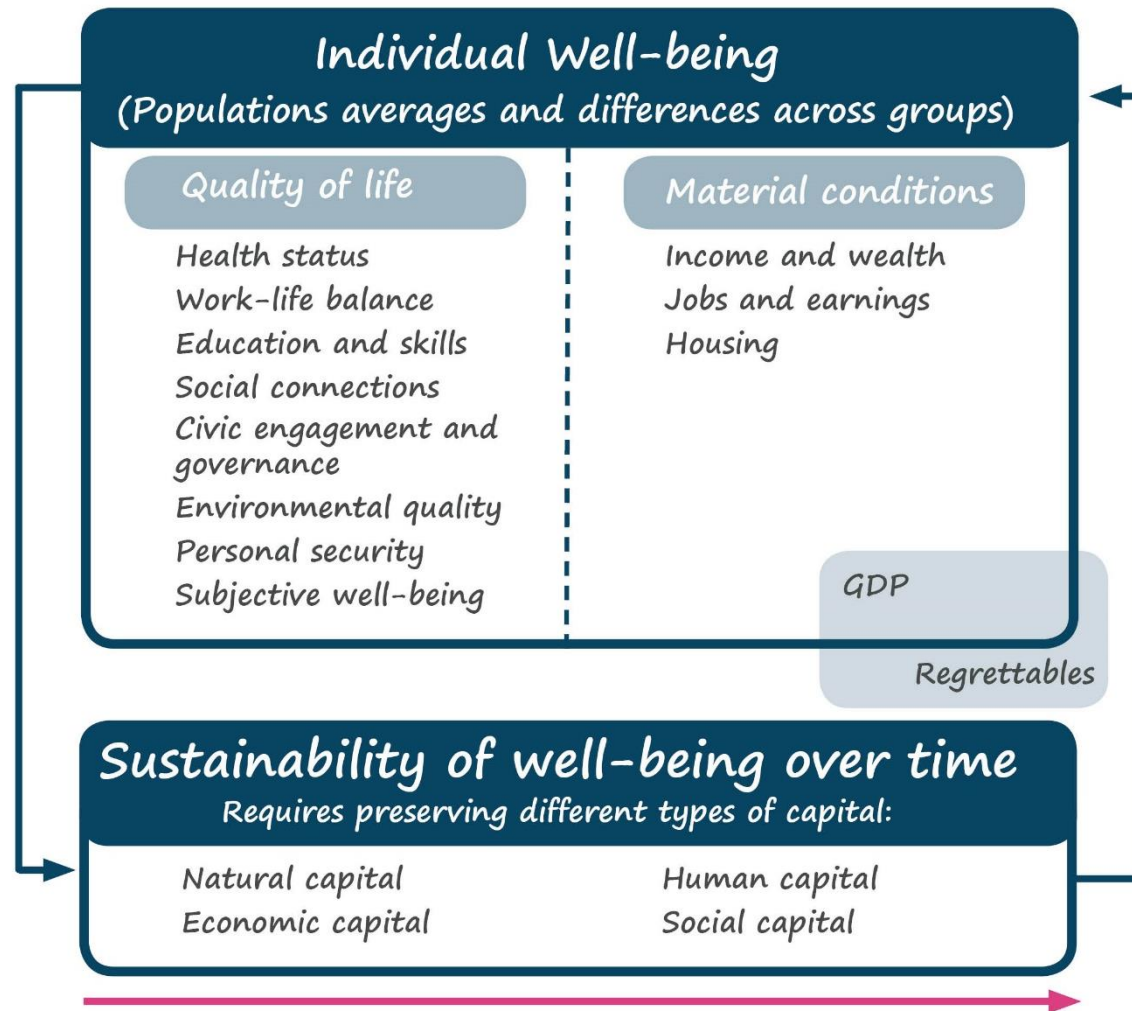 Individual Well-being
(Populations averages and differences across groups)
Quality of life
Health status
Work-life balance
Education and skills
Social connections
Civic engagement and
governance
Environmental quality
Personal security
Subjective well-being
Material conditions
Income and wealth
Jobs and earnings
Housing
GDP
Regrettables
Sustainability of well-being over time
Requires preserving different types of capital:
Natural capital
Economic capital
Human capital
Social capital